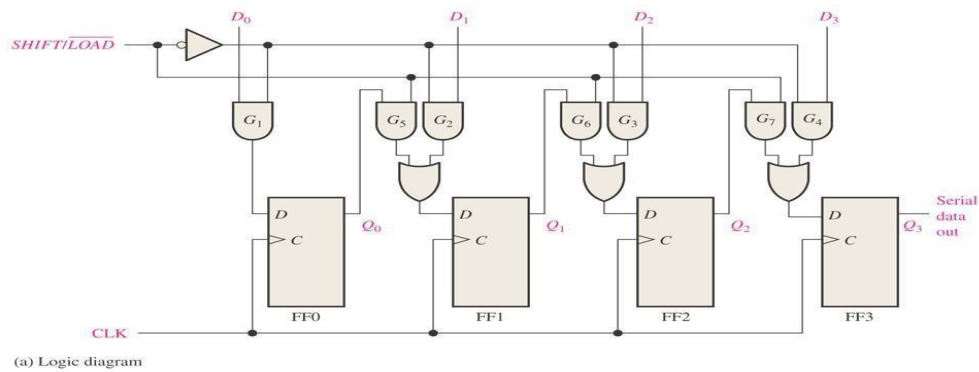 D₀ D₁ D₂ D₃
SHIFT/L̅O̅A̅D̅
G₁ G₅ G₂ G₆ G₃ G₇ G₄
D D D D
Q₀ Q₁ Q₂ Q₃
C C C C
Serial
data
out
FF0 FF1 FF2 FF3
CLK
(a) Logic diagram